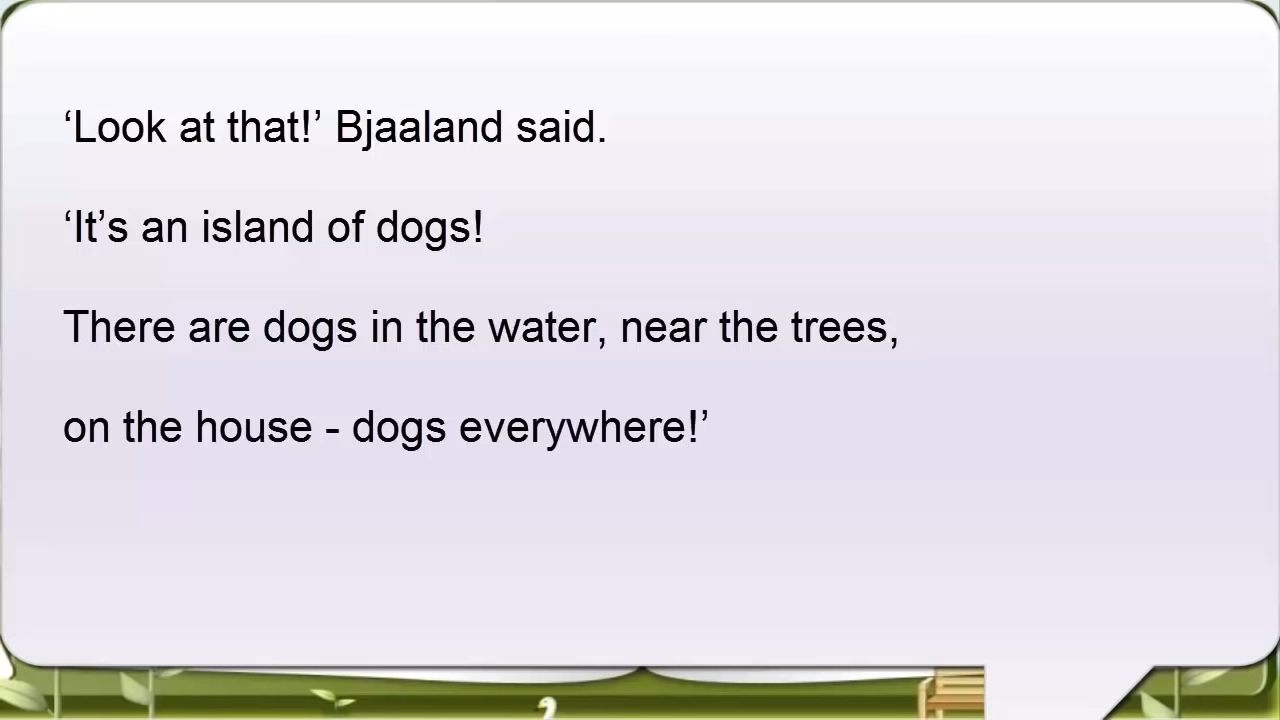 ‘Look at that!’ Bjaaland said.
‘It’s an island of dogs!
There are dogs in the water, near the trees,
on the house - dogs everywhere!’